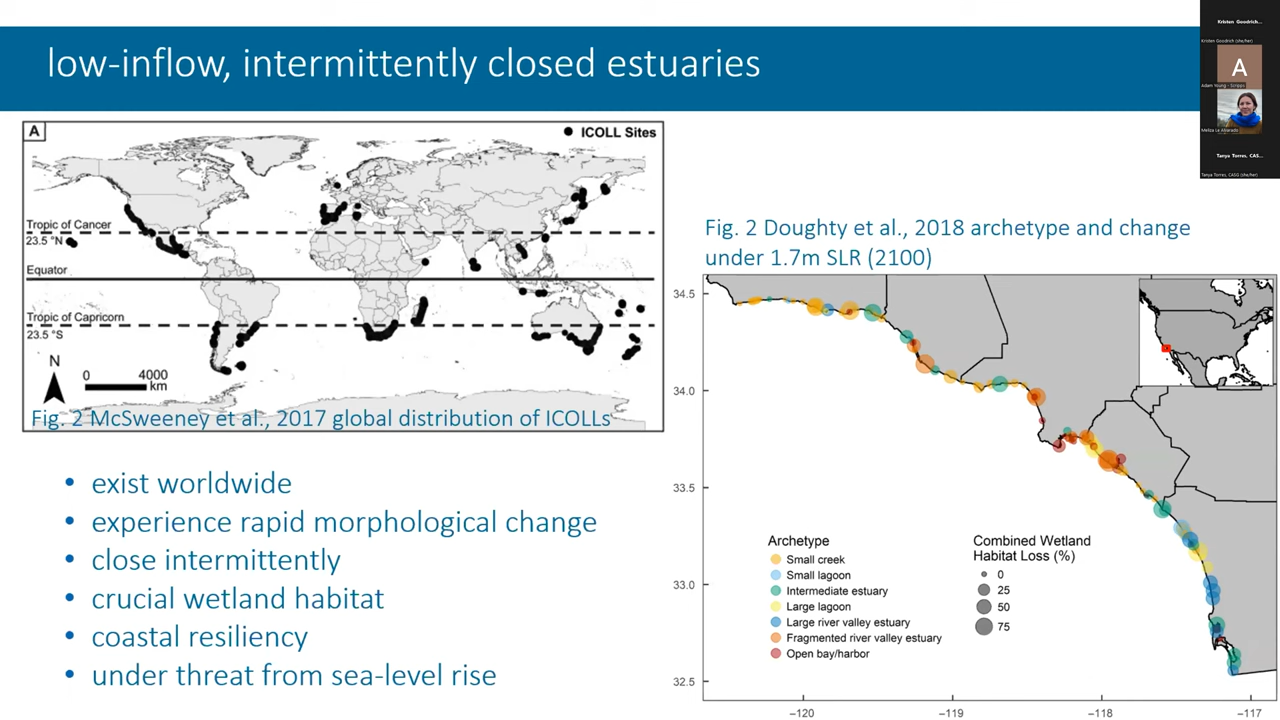 low-inflow, intermittently closed estuaries
Kristen Goodrich...
Kristen Goodrich (she/her)
A
Adam Young - Scripps
Tanya Torres, CAS...
Tanya Torres, CASG (she/her)
A
ICOLL Sites
Tropic of Cancer
23.5 °N
Equator
Tropic of Capricorn
23.5 °S
N
0 4000
km
Fig. 2 McSweeney et al., 2017 global distribution of ICOLLs
• exist worldwide
• experience rapid morphological change
• close intermittently
• crucial wetland habitat
• coastal resiliency
• under threat from sea-level rise
Fig. 2 Doughty et al., 2018 archetype and change
under 1.7m SLR (2100)
34.5
34.0
33.5
33.0
32.5
Archetype
Small creek
Small lagoon
Intermediate estuary
Large lagoon
Large river valley estuary
Fragmented river valley estuary
Open bay/harbor
Combined Wetland
Habitat Loss (%)
0
25
50
75
−120 −119 −118 −117